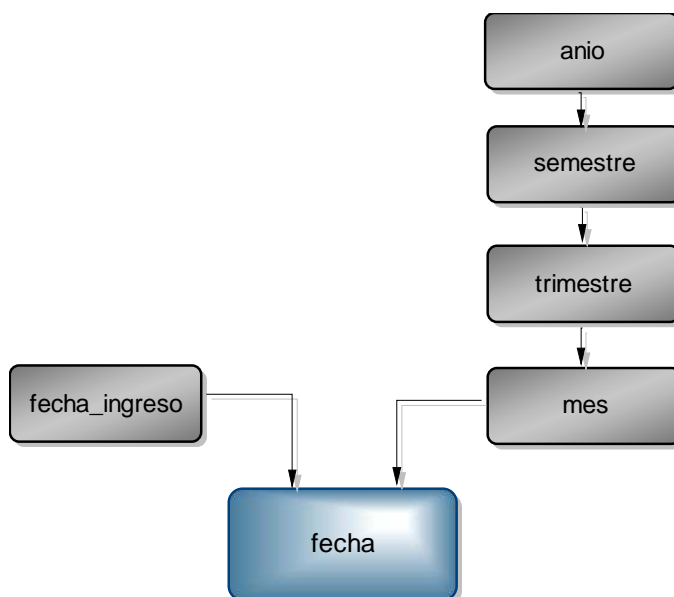 anio
semestre
trimestre
fecha_ingreso
mes
fecha